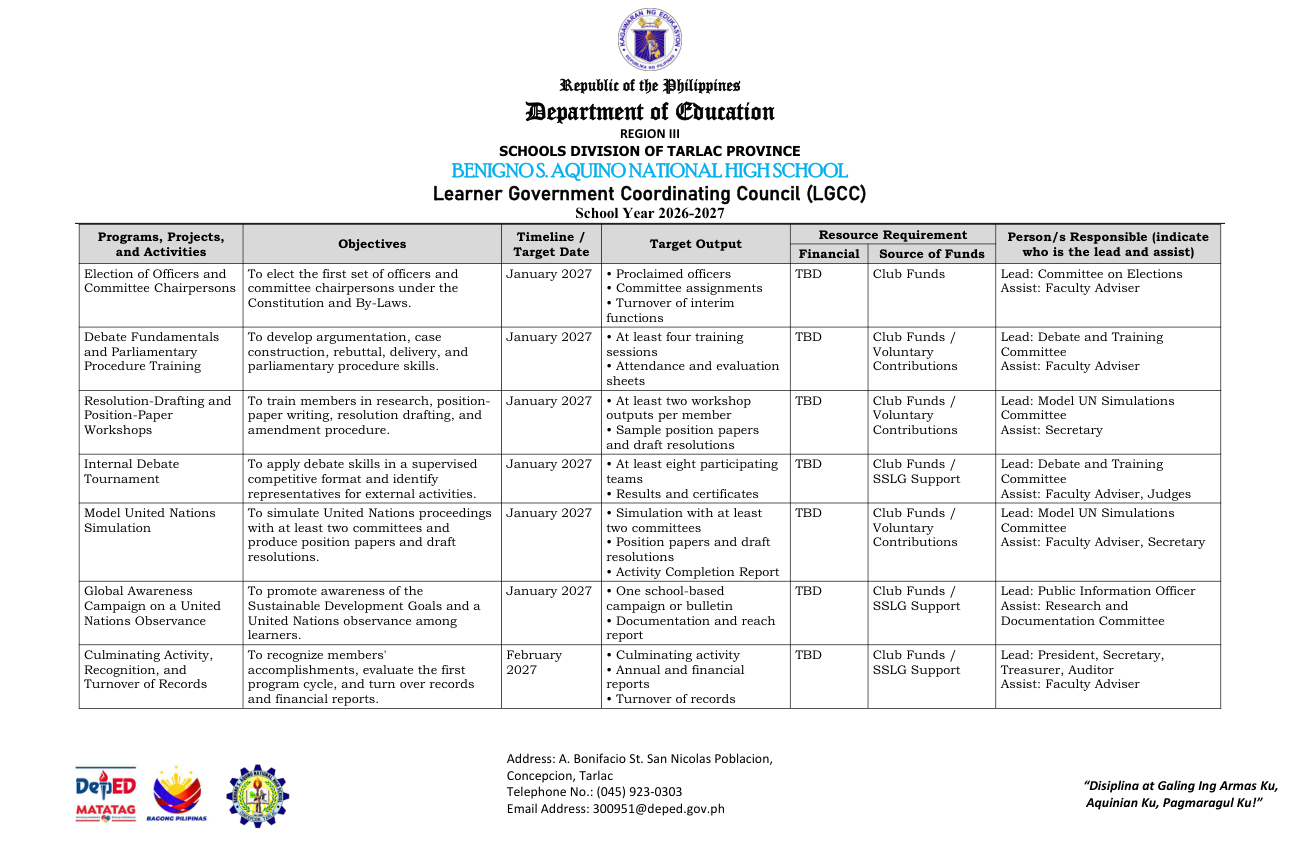 KAGAWARAN NG EDUKASYON
REPUBLIKA NG PILIPINAS
Republic of the Philippines
Department of Education
REGION III
SCHOOLS DIVISION OF TARLAC PROVINCE
BENIGNO S. AQUINO NATIONAL HIGH SCHOOL
Learner Government Coordinating Council (LGCC)
School Year 2026-2027
Programs, Projects,
and Activities
Objectives
Timeline /
Target Date
Target Output
Resource Requirement
Financial
Source of Funds
Person/s Responsible (indicate
who is the lead and assist)
Election of Officers and
Committee Chairpersons
To elect the first set of officers and
committee chairpersons under the
Constitution and By-Laws.
January 2027
• Proclaimed officers
• Committee assignments
• Turnover of interim
functions
TBD
Club Funds
Lead: Committee on Elections
Assist: Faculty Adviser
Debate Fundamentals
and Parliamentary
Procedure Training
To develop argumentation, case
construction, rebuttal, delivery, and
parliamentary procedure skills.
January 2027
• At least four training
sessions
• Attendance and evaluation
sheets
TBD
Club Funds /
Voluntary
Contributions
Lead: Debate and Training
Committee
Assist: Faculty Adviser
Resolution-Drafting and
Position-Paper
Workshops
To train members in research, position-
paper writing, resolution drafting, and
amendment procedure.
January 2027
• At least two workshop
outputs per member
• Sample position papers
and draft resolutions
TBD
Club Funds /
Voluntary
Contributions
Lead: Model UN Simulations
Committee
Assist: Secretary
Internal Debate
Tournament
To apply debate skills in a supervised
competitive format and identify
representatives for external activities.
January 2027
• At least eight participating
teams
• Results and certificates
TBD
Club Funds /
SSLG Support
Lead: Debate and Training
Committee
Assist: Faculty Adviser, Judges
Model United Nations
Simulation
To simulate United Nations proceedings
with at least two committees and
produce position papers and draft
resolutions.
January 2027
• Simulation with at least
two committees
• Position papers and draft
resolutions
• Activity Completion Report
TBD
Club Funds /
Voluntary
Contributions
Lead: Model UN Simulations
Committee
Assist: Faculty Adviser, Secretary
Global Awareness
Campaign on a United
Nations Observance
To promote awareness of the
Sustainable Development Goals and a
United Nations observance among
learners.
January 2027
• One school-based
campaign or bulletin
• Documentation and reach
report
TBD
Club Funds /
SSLG Support
Lead: Public Information Officer
Assist: Research and
Documentation Committee
Culminating Activity,
Recognition, and
Turnover of Records
To recognize members'
accomplishments, evaluate the first
program cycle, and turn over records
and financial reports.
February
2027
• Culminating activity
• Annual and financial
reports
• Turnover of records
TBD
Club Funds /
SSLG Support
Lead: President, Secretary,
Treasurer, Auditor
Assist: Faculty Adviser
DepED
MATATAG
BAGONG PILIPINAS
Address: A. Bonifacio St. San Nicolas Poblacion,
Concepcion, Tarlac
Telephone No.: (045) 923-0303
Email Address: 300951@deped.gov.ph
“Disiplina at Galing Ing Armas Ku,
Aquinian Ku, Pagmaragul Ku!”